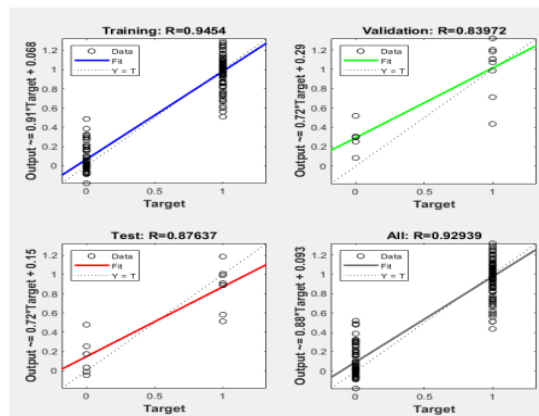 Training: R=0.9454
Output ~= 0.91*Target + 0.068
1.2
1
0.8
0.6
0.4
0.2
0
Data
Fit
Y = T
0
0.5
1
Target
Validation: R=0.83972
Output ~= 0.72*Target + 0.29
1.2
1
0.8
0.6
0.4
0.2
0
Data
Fit
Y = T
0
0.5
1
Target
Test: R=0.87637
Output ~= 0.72*Target + 0.15
1.2
1
0.8
0.6
0.4
0.2
0
Data
Fit
Y = T
0
0.5
1
Target
All: R=0.92939
Output ~= 0.88*Target + 0.093
1.2
1
0.8
0.6
0.4
0.2
0
Data
Fit
Y = T
0
0.5
1
Target